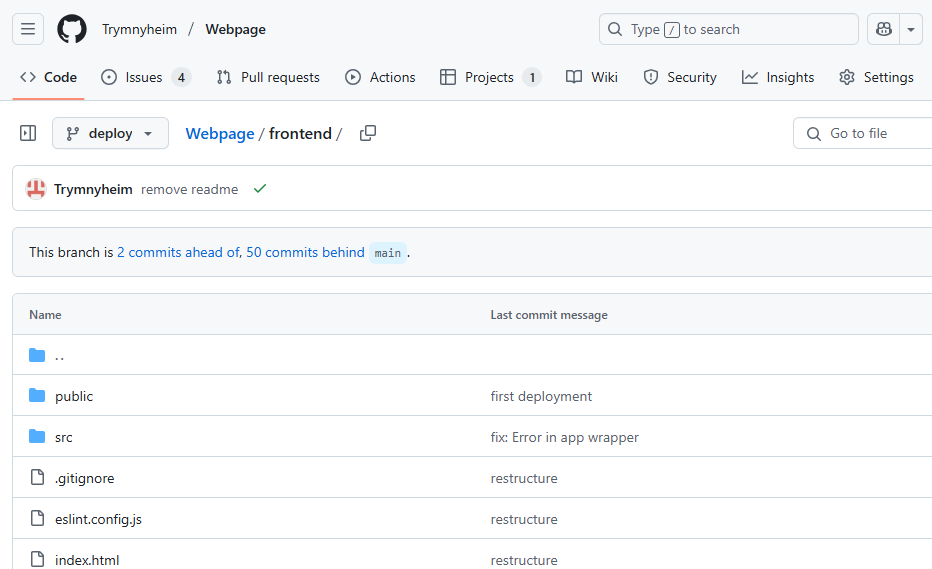 Trymnyheim / Webpage Type / to search
Code Issues 4 Pull requests Actions Projects 1 Wiki Security Insights Settings
deploy Webpage / frontend / Go to file
Trymnyheim remove readme
This branch is 2 commits ahead of, 50 commits behind main .
Name Last commit message
..
public first deployment
src fix: Error in app wrapper
.gitignore restructure
eslint.config.js restructure
index.html restructure